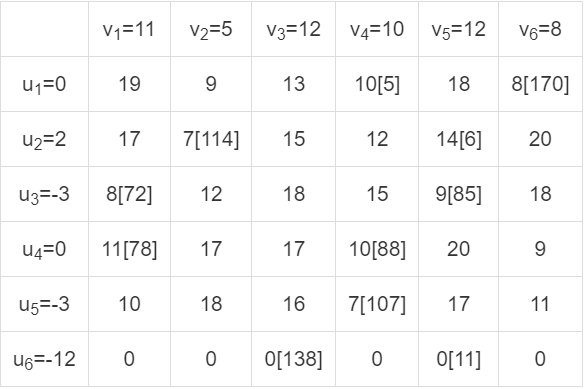 v₁=11 v₂=5 v₃=12 v₄=10 v₅=12 v₆=8
u₁=0 19 9 13 10[5] 18 8[170]
u₂=2 17 7[114] 15 12 14[6] 20
u₃=-3 8[72] 12 18 15 9[85] 18
u₄=0 11[78] 17 17 10[88] 20 9
u₅=-3 10 18 16 7[107] 17 11
u₆=-12 0 0 0[138] 0 0[11] 0